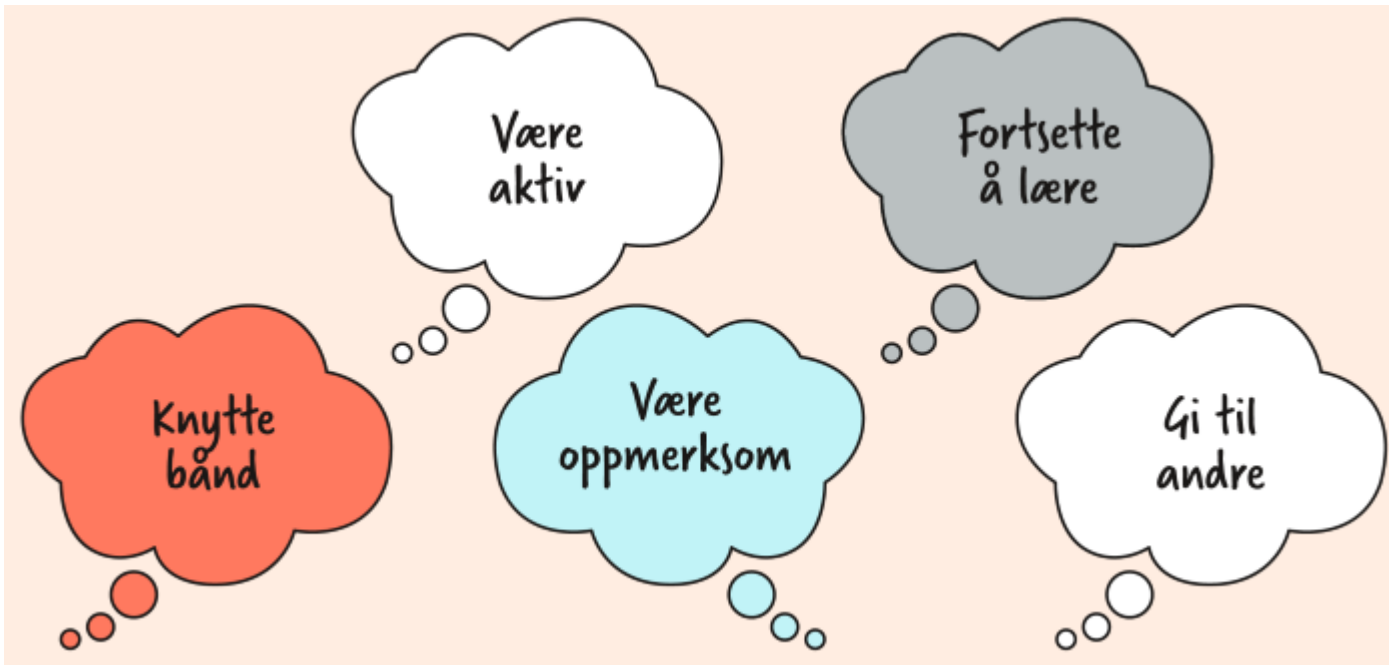 Være
aktiv
Fortsette
å lære
Knytte
bånd
Være
oppmerksom
Gi til
andre